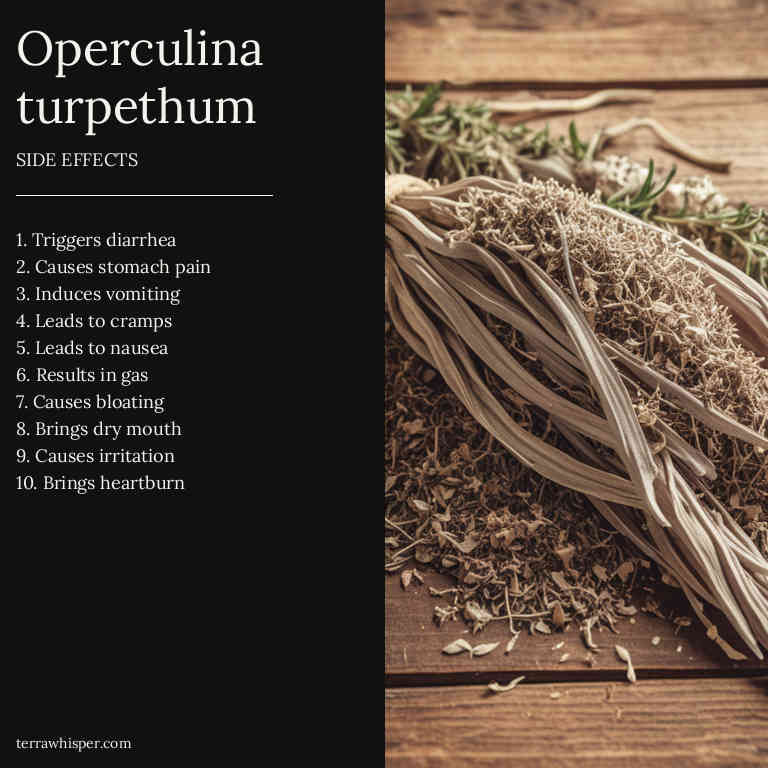 Operculina
turpethum
SIDE EFFECTS
1. Triggers diarrhea
2. Causes stomach pain
3. Induces vomiting
4. Leads to cramps
5. Leads to nausea
6. Results in gas
7. Causes bloating
8. Brings dry mouth
9. Causes irritation
10. Brings heartburn
terrawhisper.com